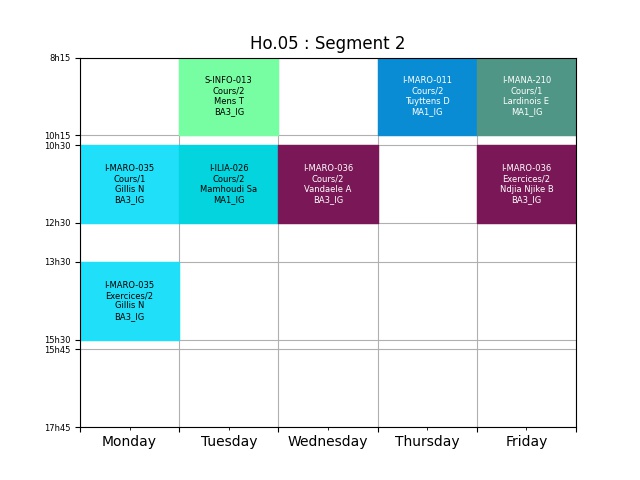 Ho.05 : Segment 2
8h15
S-INFO-013
Cours/2
Mens T
BA3_IG
I-MARO-011
Cours/2
Tuyttens D
MA1_IG
I-MANA-210
Cours/1
Lardinois E
MA1_IG
10h15
10h30
I-MARO-035
Cours/1
Gillis N
BA3_IG
I-ILIA-026
Cours/2
Mamhoudi Sa
MA1_IG
I-MARO-036
Cours/2
Vandaele A
BA3_IG
I-MARO-036
Exercices/2
Ndjia Njike B
BA3_IG
12h30
13h30
I-MARO-035
Exercices/2
Gillis N
BA3_IG
15h30
15h45
17h45
Monday
Tuesday
Wednesday
Thursday
Friday